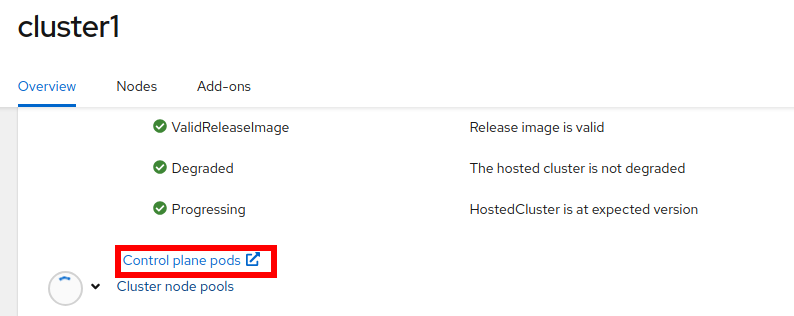 cluster1
Overview Nodes Add-ons
ValidReleaseImage Release image is valid
Degraded The hosted cluster is not degraded
Progressing HostedCluster is at expected version
Control plane pods
Cluster node pools